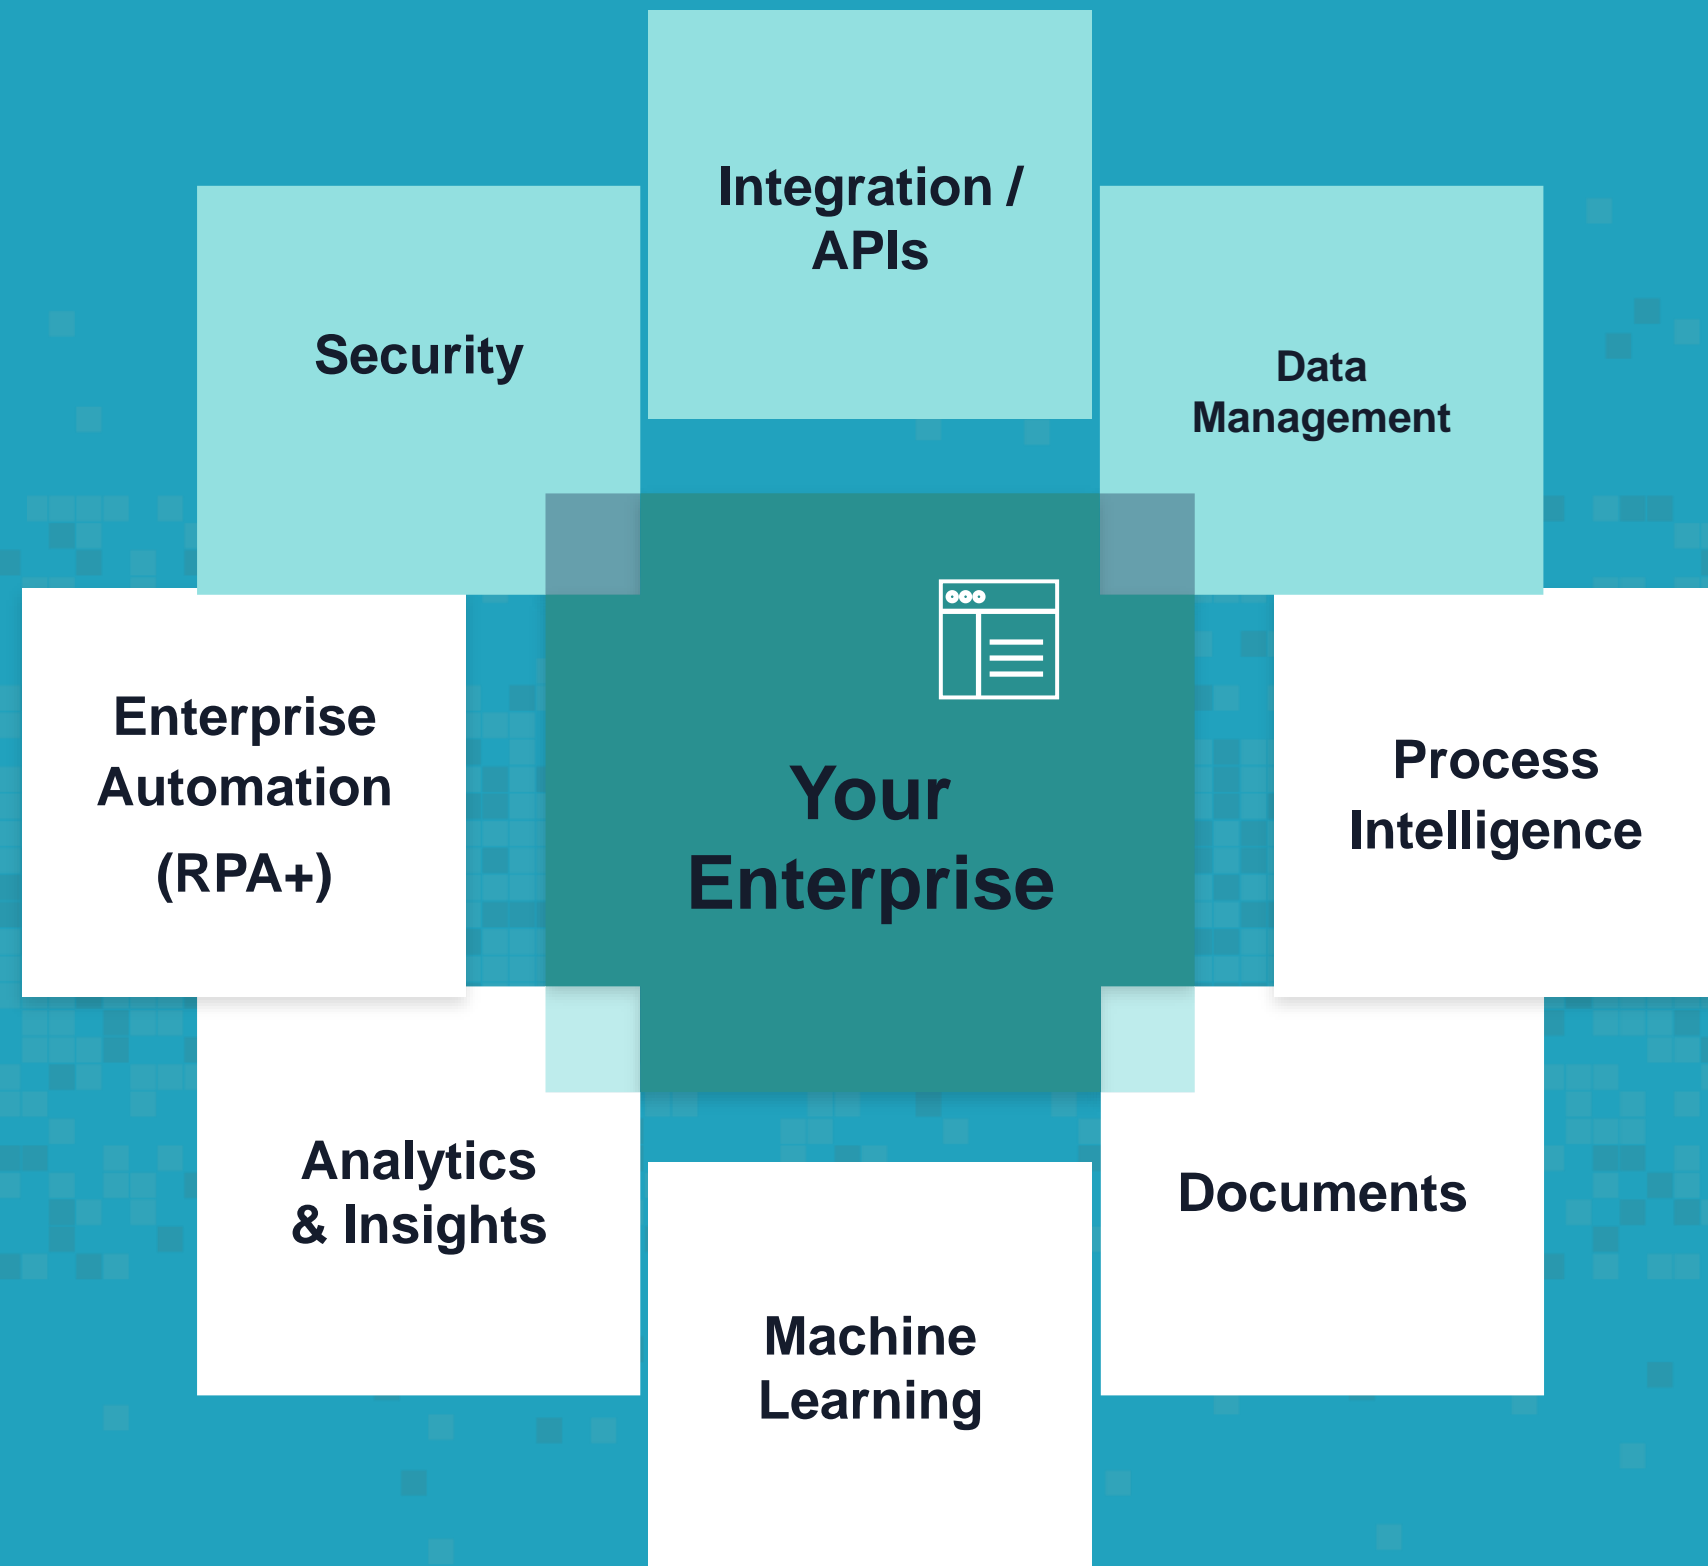 Integration /
APIs
Security
Data
Management
Enterprise
Automation
(RPA+)
Your
Enterprise
Process
Intelligence
Analytics
& Insights
Documents
Machine
Learning